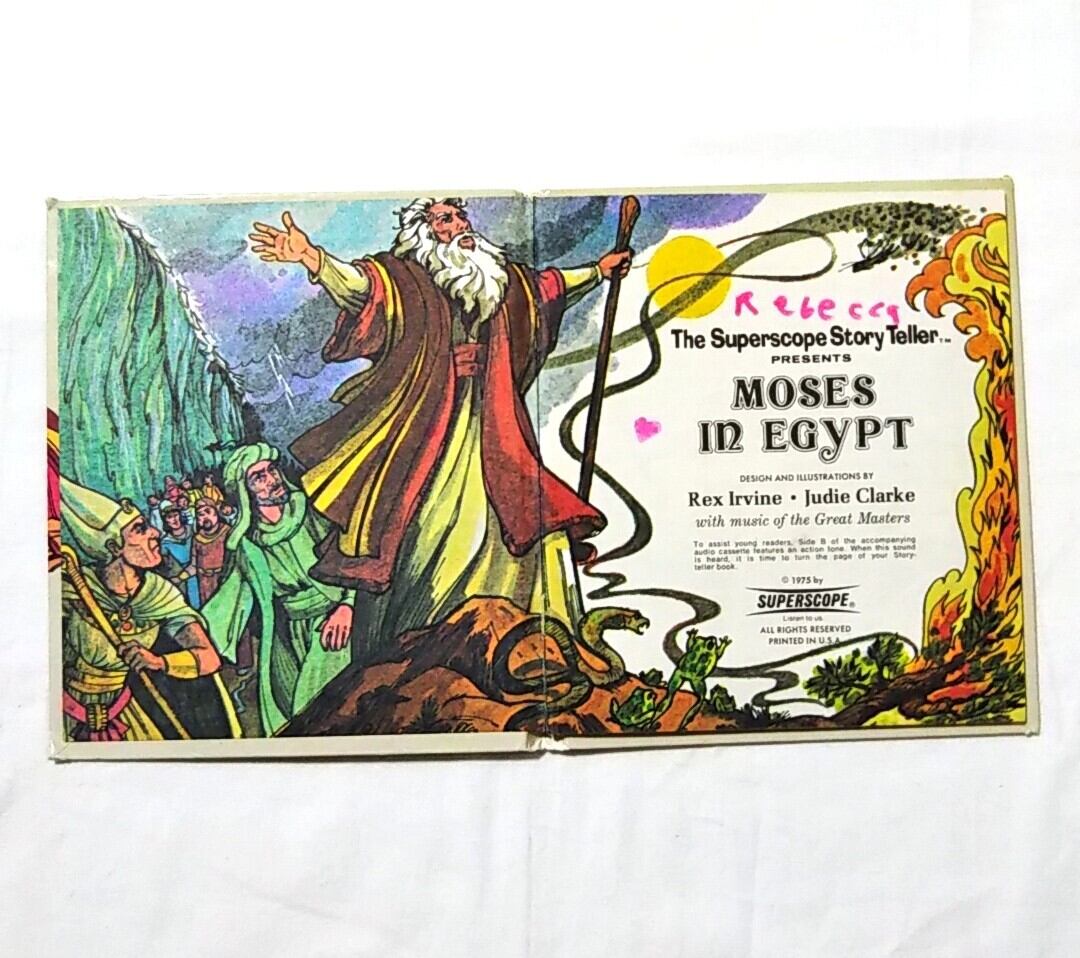 Rebecca
The Superscope Story Teller™
PRESENTS
MOSES
IN EGYPT
DESIGN AND ILLUSTRATIONS BY
Rex Irvine • Judie Clarke
with music of the Great Masters
To assist young readers, Side B of the accompanying
audio cassette features an action tone. When this sound
is heard, it is time to turn the page of your Story-
teller book.
© 1975 by
SUPERSCOPE®
Listen to us.
ALL RIGHTS RESERVED
PRINTED IN U.S.A.